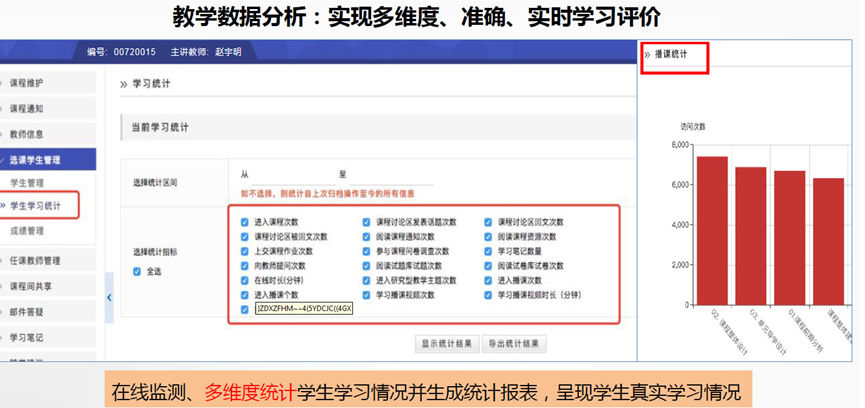 教学数据分析：实现多维度、准确、实时学习评价
编号: 00720015 主讲教师: 赵宇明
课程维护
课程通知
教师信息
选课学生管理
学生管理
» 学生学习统计
成绩管理
任课教师管理
课程间共享
邮件答疑
学习笔记
» 学习统计
当前学习统计
选择统计区间
从 至
如不选择，则统计自上次归档操作至今的所有信息
选择统计指标
全选
进入课程次数 课程讨论区发表话题次数 课程讨论区回文次数
课程讨论区被回文次数 阅读课程通知次数 阅读课程资源次数
上交课程作业次数 参与课程问卷调查次数 学习笔记数量
向教师提问次数 阅读试题库试题次数 阅读试卷库试卷次数
在线时长(分钟) 进入研究型教学主题次数 进入播课次数
进入播课个数 学习播课视频次数 学习播课视频时长（分钟）
}ZDXZFHM~~4(5YDCJC((4GX
显示统计结果 导出统计结果
» 播课统计
访问次数
8,000
6,000
4,000
2,000
0
02. 课程整体设计
03. 单元导学设计
01.课程前期分析
课程整体建
在线监测、多维度统计学生学习情况并生成统计报表，呈现学生真实学习情况